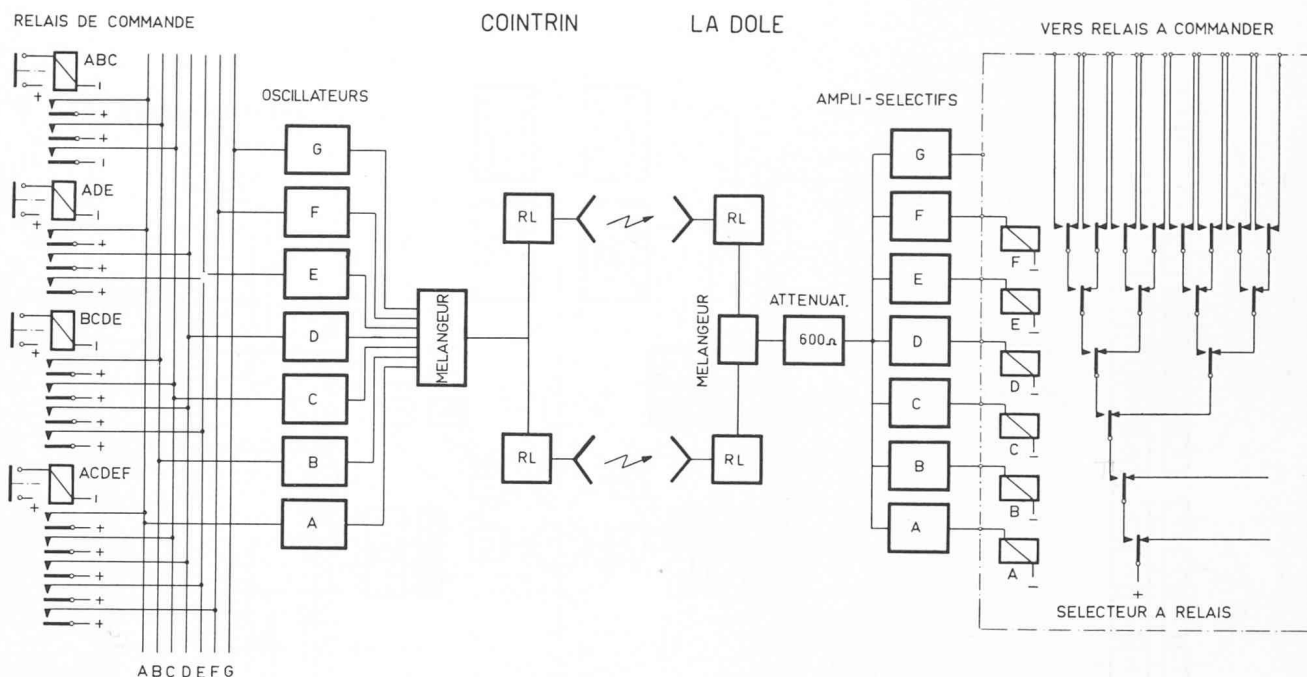 RELAIS DE COMMANDE
COINTRIN
LA DOLE
VERS RELAIS A COMMANDER
ABC
+
+
+
I
ADE
+
+
+
+
BCDE
+
+
+
+
+
ACDEF
+
+
+
+
+
+
A B C D E F G
OSCILLATEURS
G
F
E
D
C
B
A
MELANGEUR
RL
RL
RL
RL
MELANGEUR
ATTENUAT.
600Ω
AMPLI-SELECTIFS
G
F
E
D
C
B
A
F
E
D
C
B
A
+
SELECTEUR A RELAIS